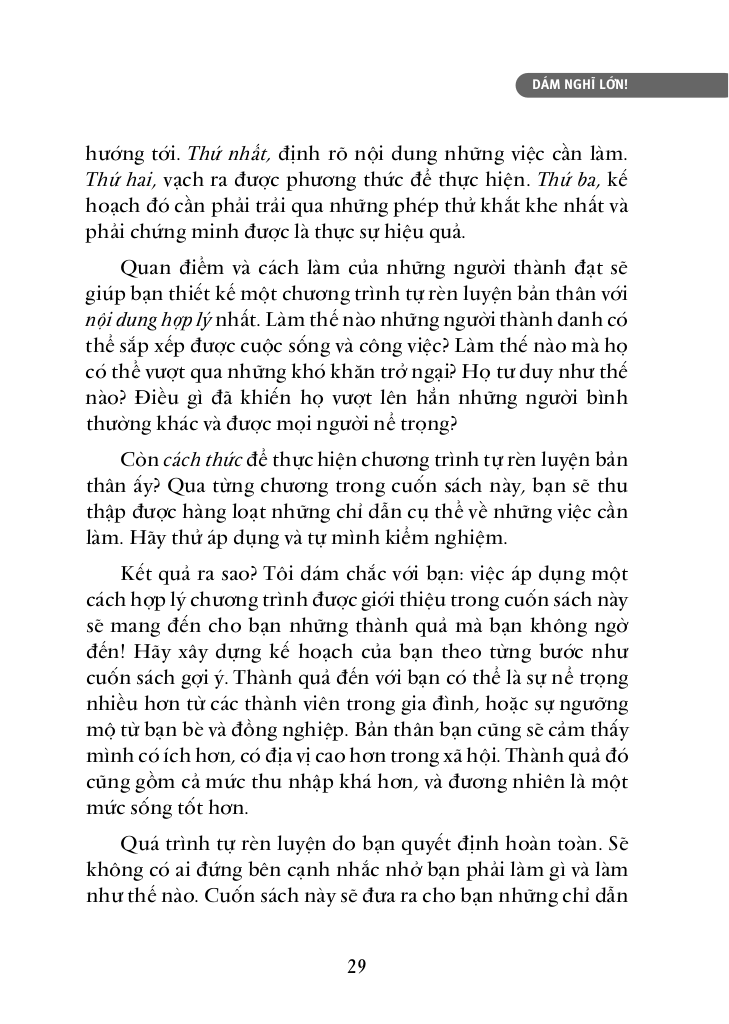 DÁM NGHĨ LỚN!
hướng tới. Thứ nhất, định rõ nội dung những việc cần làm.
Thứ hai, vạch ra được phương thức để thực hiện. Thứ ba, kế
hoạch đó cần phải trải qua những phép thử khắt khe nhất và
phải chứng minh được là thực sự hiệu quả.
Quan điểm và cách làm của những người thành đạt sẽ
giúp bạn thiết kế một chương trình tự rèn luyện bản thân với
nội dung hợp lý nhất. Làm thế nào những người thành danh có
thể sắp xếp được cuộc sống và công việc? Làm thế nào mà họ
có thể vượt qua những khó khăn trở ngại? Họ tư duy như thế
nào? Điều gì đã khiến họ vượt lên hẳn những người bình
thường khác và được mọi người nể trọng?
Còn cách thức để thực hiện chương trình tự rèn luyện bản
thân ấy? Qua từng chương trong cuốn sách này, bạn sẽ thu
thập được hàng loạt những chỉ dẫn cụ thể về những việc cần
làm. Hãy thử áp dụng và tự mình kiểm nghiệm.
Kết quả ra sao? Tôi dám chắc với bạn: việc áp dụng một
cách hợp lý chương trình được giới thiệu trong cuốn sách này
sẽ mang đến cho bạn những thành quả mà bạn không ngờ
đến! Hãy xây dựng kế hoạch của bạn theo từng bước như
cuốn sách gợi ý. Thành quả đến với bạn có thể là sự nể trọng
nhiều hơn từ các thành viên trong gia đình, hoặc sự ngưỡng
mộ từ bạn bè và đồng nghiệp. Bản thân bạn cũng sẽ cảm thấy
mình có ích hơn, có địa vị cao hơn trong xã hội. Thành quả đó
cũng gồm cả mức thu nhập khá hơn, và đương nhiên là một
mức sống tốt hơn.
Quá trình tự rèn luyện do bạn quyết định hoàn toàn. Sẽ
không có ai đứng bên cạnh nhắc nhở bạn phải làm gì và làm
như thế nào. Cuốn sách này sẽ đưa ra cho bạn những chỉ dẫn
29